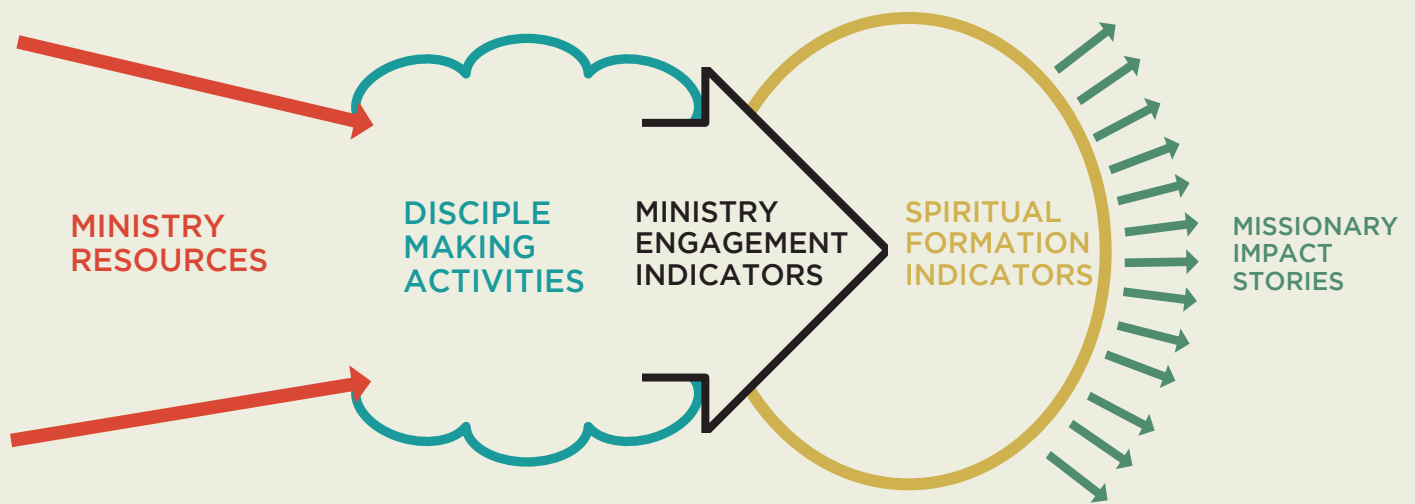 MINISTRY
RESOURCES
DISCIPLE
MAKING
ACTIVITIES
MINISTRY
ENGAGEMENT
INDICATORS
SPIRITUAL
FORMATION
INDICATORS
MISSIONARY
IMPACT
STORIES